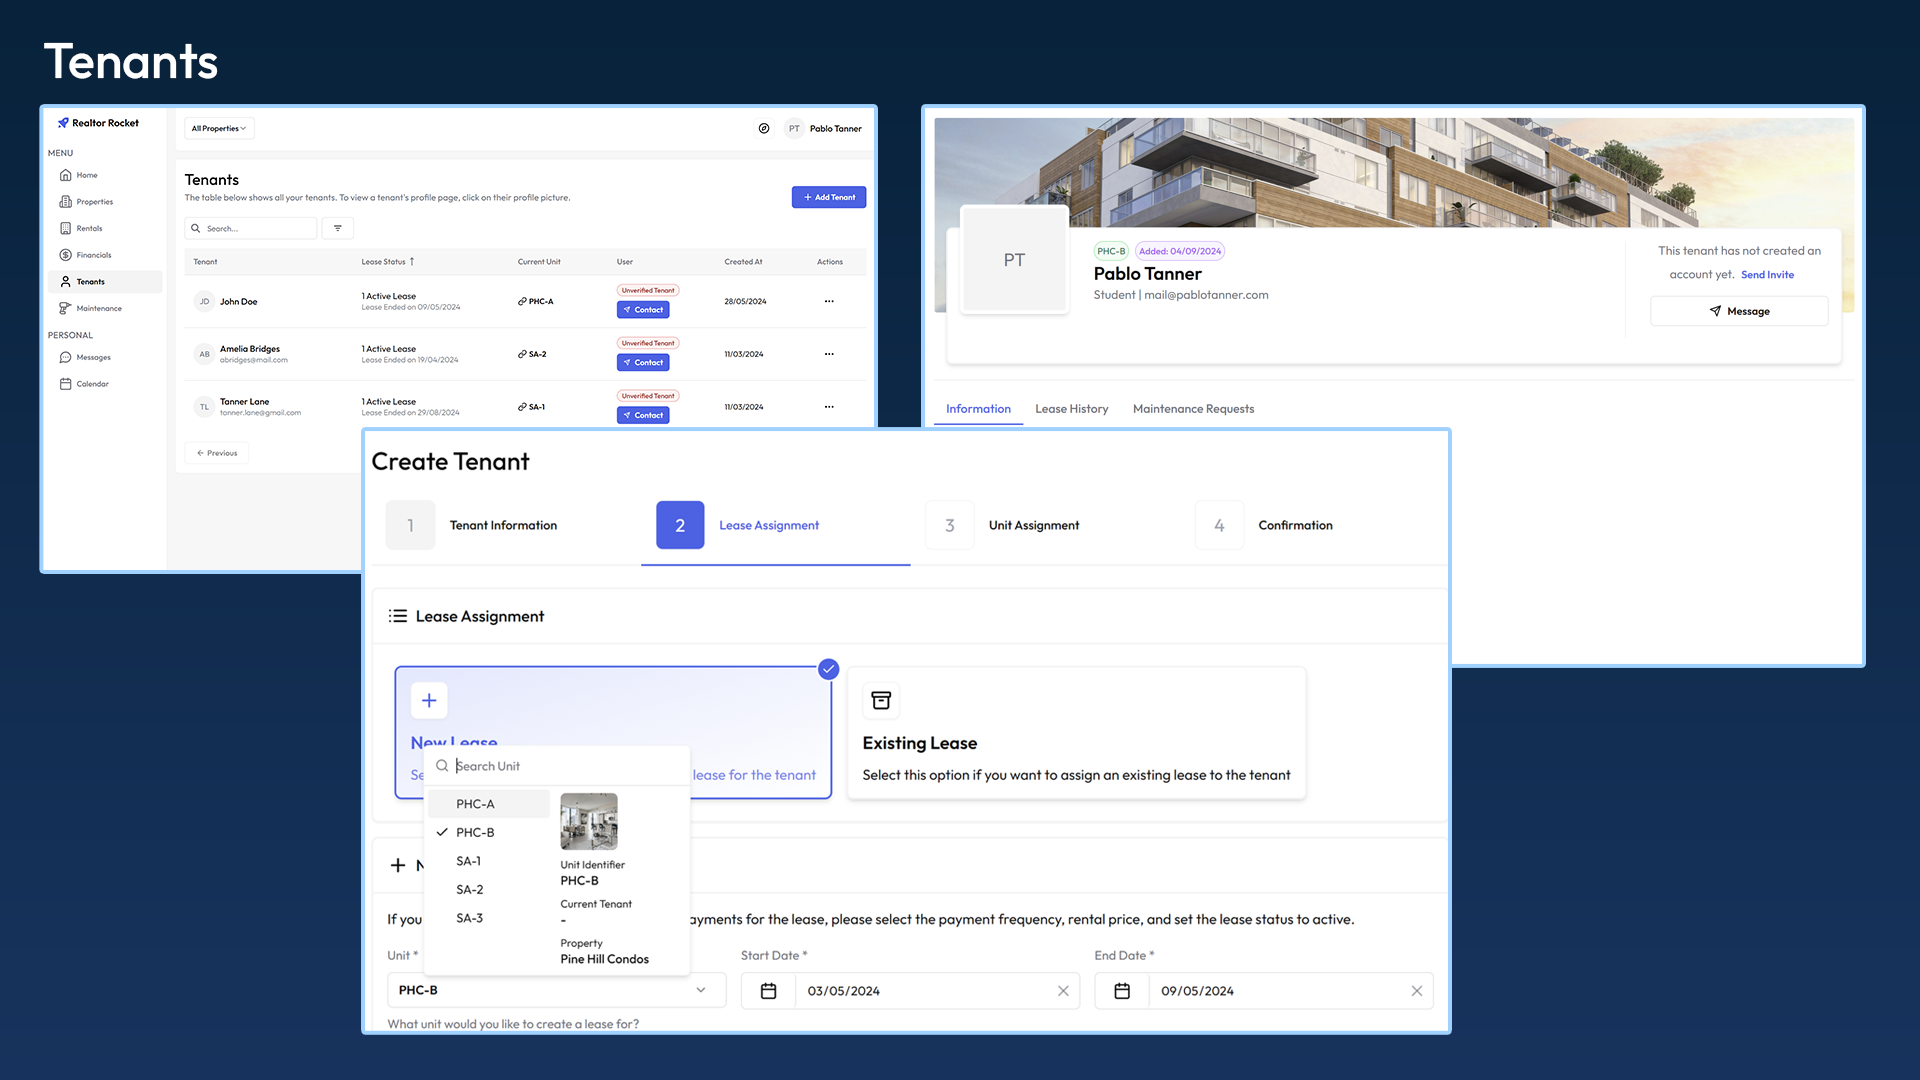 Tenants
Realtor Rocket
MENU
Home
Properties
Rentals
Financials
Tenants
Maintenance
PERSONAL
Messages
Calendar
All Properties
PT Pablo Tanner
Tenants
The table below shows all your tenants. To view a tenant's profile page, click on their profile picture.
+ Add Tenant
Search...
Tenant Lease Status ↑ Current Unit User Created At Actions
JD John Doe
1 Active Lease
Lease Ended on 09/05/2024
PHC-A
Unverified Tenant
Contact
28/05/2024
...
AB Amelia Bridges
abridges@mail.com
1 Active Lease
Lease Ended on 19/04/2024
SA-2
Unverified Tenant
Contact
11/03/2024
...
TL Tanner Lane
tanner.lane@gmail.com
1 Active Lease
Lease Ended on 29/08/2024
SA-1
Unverified Tenant
Contact
11/03/2024
...
← Previous
PT
PHC-B Added: 04/09/2024
Pablo Tanner
Student | mail@pablotanner.com
This tenant has not created an
account yet. Send Invite
Message
Information Lease History Maintenance Requests
Create Tenant
1 Tenant Information
2 Lease Assignment
3 Unit Assignment
4 Confirmation
Lease Assignment
+
New Lease
Se
lease for the tenant
Existing Lease
Select this option if you want to assign an existing lease to the tenant
Search Unit
PHC-A
PHC-B
SA-1
SA-2
SA-3
Unit Identifier
PHC-B
Current Tenant
-
Property
Pine Hill Condos
+ N
If you
ayments for the lease, please select the payment frequency, rental price, and set the lease status to active.
Unit * Start Date * End Date *
PHC-B 03/05/2024 09/05/2024
What unit would you like to create a lease for?